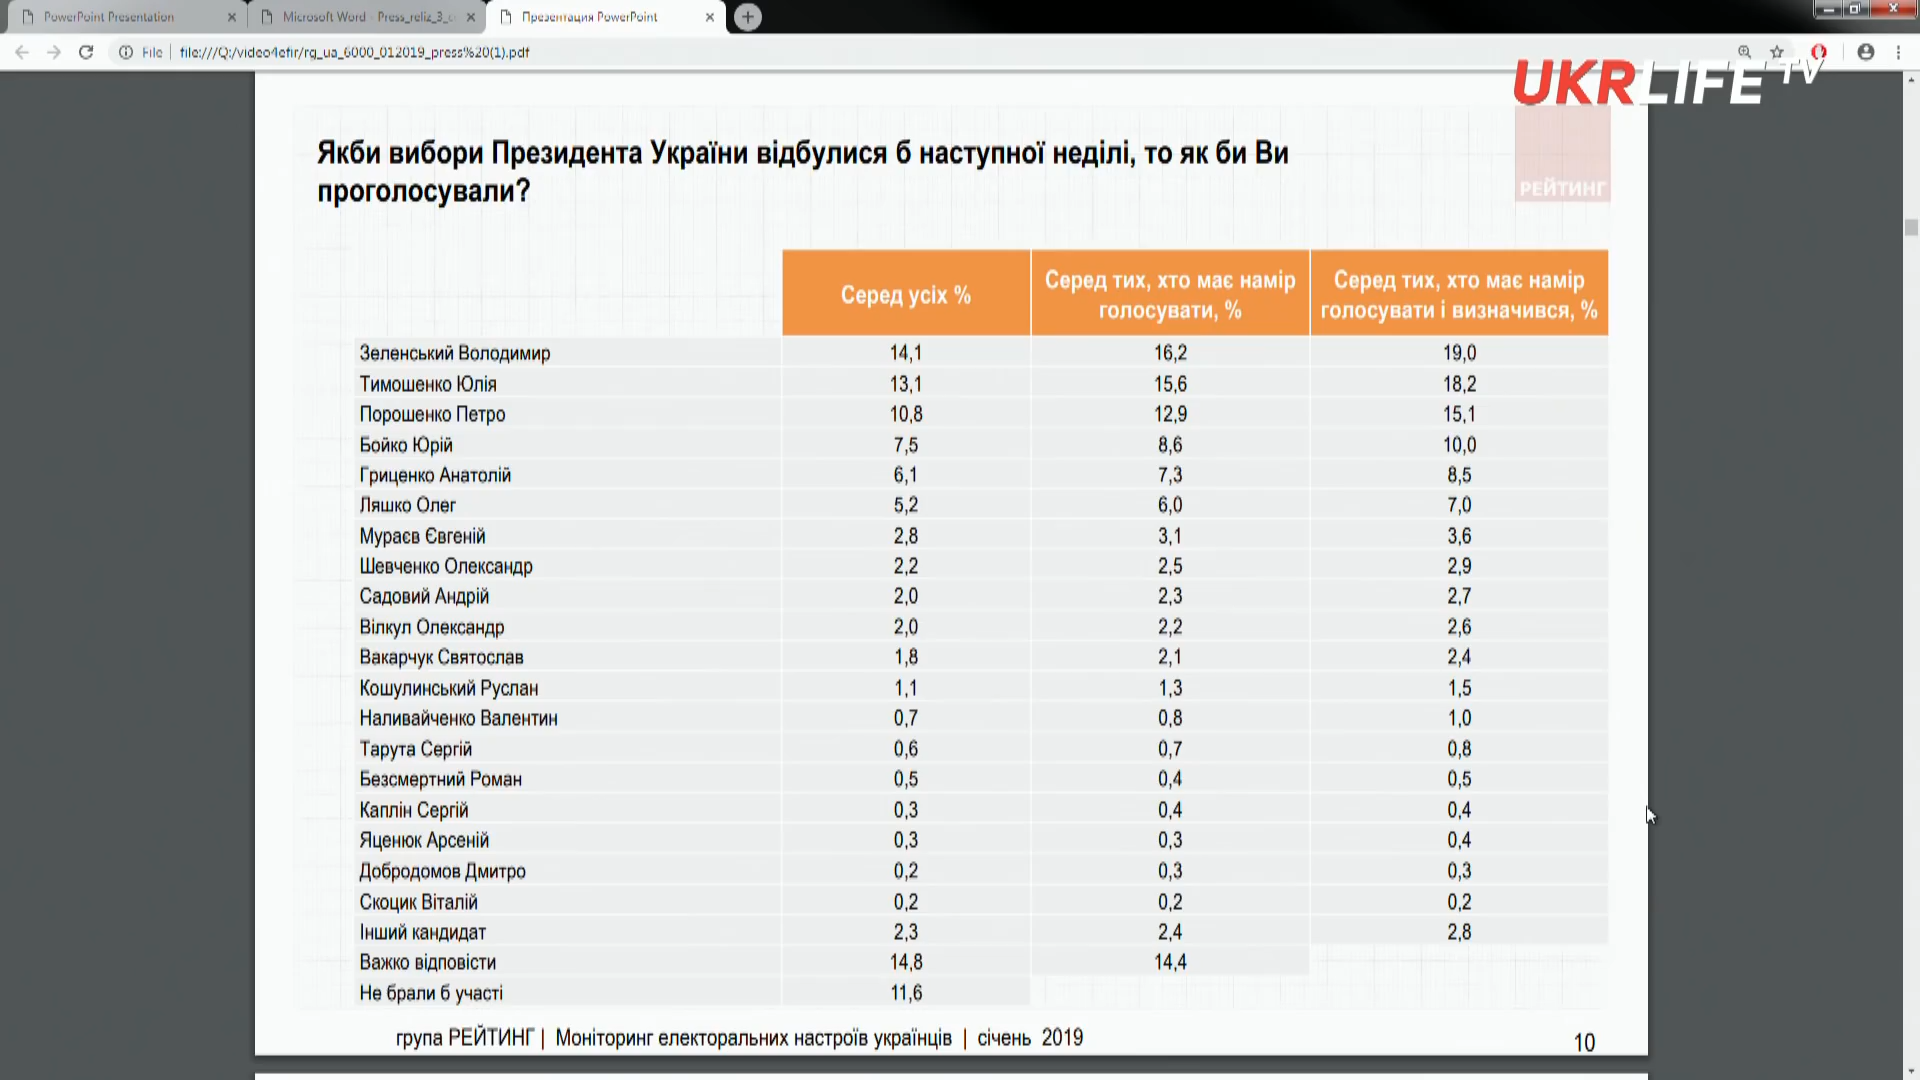 PowerPoint Presentation
Microsoft Word - Press_reliz_3_c
Презентация PowerPoint
File file:///Q:/video4efir/rg_ua_6000_012019_press%20(1).pdf
UKRLIFE TV
РЕЙТИНГ
Якби вибори Президента України відбулися б наступної неділі, то як би Ви
проголосували?
Серед усіх %
Серед тих, хто має намір
голосувати, %
Серед тих, хто має намір
голосувати і визначився, %
Зеленський Володимир 14,1 16,2 19,0
Тимошенко Юлія 13,1 15,6 18,2
Порошенко Петро 10,8 12,9 15,1
Бойко Юрій 7,5 8,6 10,0
Гриценко Анатолій 6,1 7,3 8,5
Ляшко Олег 5,2 6,0 7,0
Мураєв Євгеній 2,8 3,1 3,6
Шевченко Олександр 2,2 2,5 2,9
Садовий Андрій 2,0 2,3 2,7
Вілкул Олександр 2,0 2,2 2,6
Вакарчук Святослав 1,8 2,1 2,4
Кошулинський Руслан 1,1 1,3 1,5
Наливайченко Валентин 0,7 0,8 1,0
Тарута Сергій 0,6 0,7 0,8
Безсмертний Роман 0,5 0,4 0,5
Каплін Сергій 0,3 0,4 0,4
Яценюк Арсеній 0,3 0,3 0,4
Добродомов Дмитро 0,2 0,3 0,3
Скоцик Віталій 0,2 0,2 0,2
Інший кандидат 2,3 2,4 2,8
Важко відповісти 14,8 14,4
Не брали б участі 11,6
група РЕЙТИНГ | Моніторинг електоральних настроїв українців | січень 2019
10